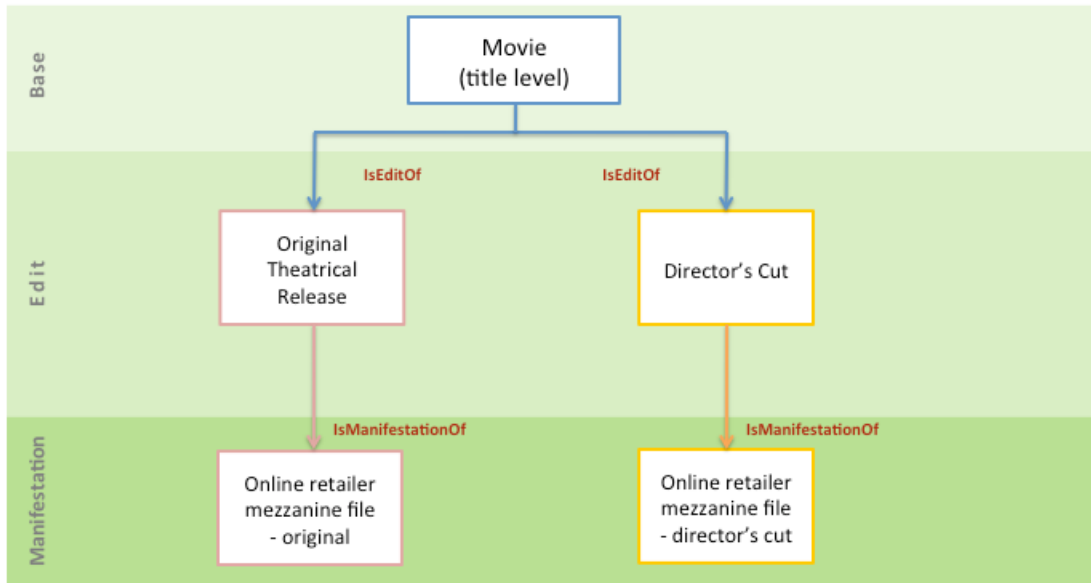 Base
Movie
(title level)
IsEditOf
IsEditOf
Edit
Original
Theatrical
Release
Director's Cut
Manifestation
IsManifestationOf
IsManifestationOf
Online retailer
mezzanine file
- original
Online retailer
mezzanine file
- director's cut